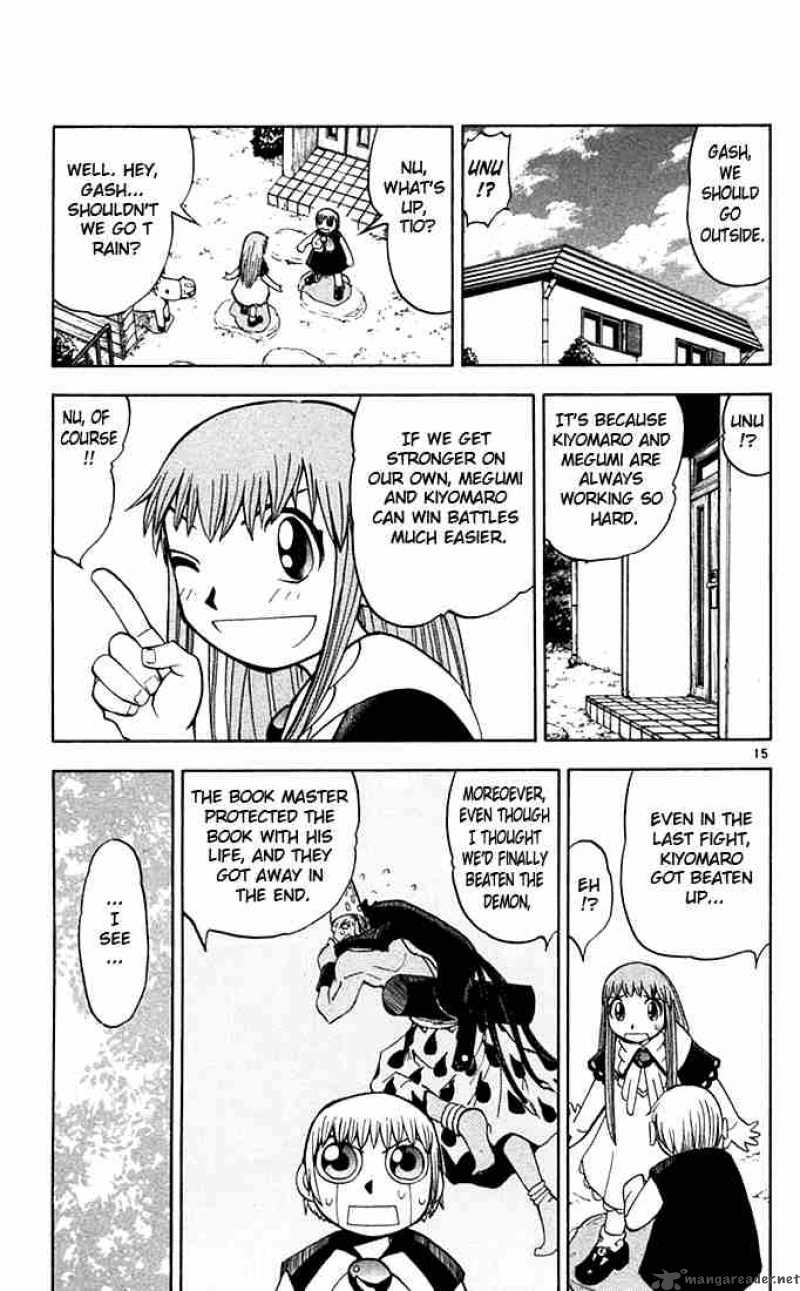 GASH,
WE
SHOULD
GO
OUTSIDE.
UNU
!?
NU,
WHAT'S
UP,
TIO?
WELL. HEY,
GASH...
SHOULDN'T
WE GO T
RAIN?
UNU
!?
IT'S BECAUSE
KIYOMARO AND
MEGUMI ARE
ALWAYS
WORKING SO
HARD.
IF WE GET
STRONGER ON
OUR OWN, MEGUMI
AND KIYOMARO
CAN WIN BATTLES
MUCH EASIER.
NU, OF
COURSE
!!
15
EVEN IN THE
LAST FIGHT,
KIYOMARO
GOT BEATEN
UP...
EH
!?
MOREOEVER,
EVEN THOUGH
I THOUGHT
WE'D FINALLY
BEATEN THE
DEMON,
THE BOOK MASTER
PROTECTED THE
BOOK WITH HIS
LIFE, AND THEY
GOT AWAY IN
THE END.
...
I
SEE
...
mangareader.net